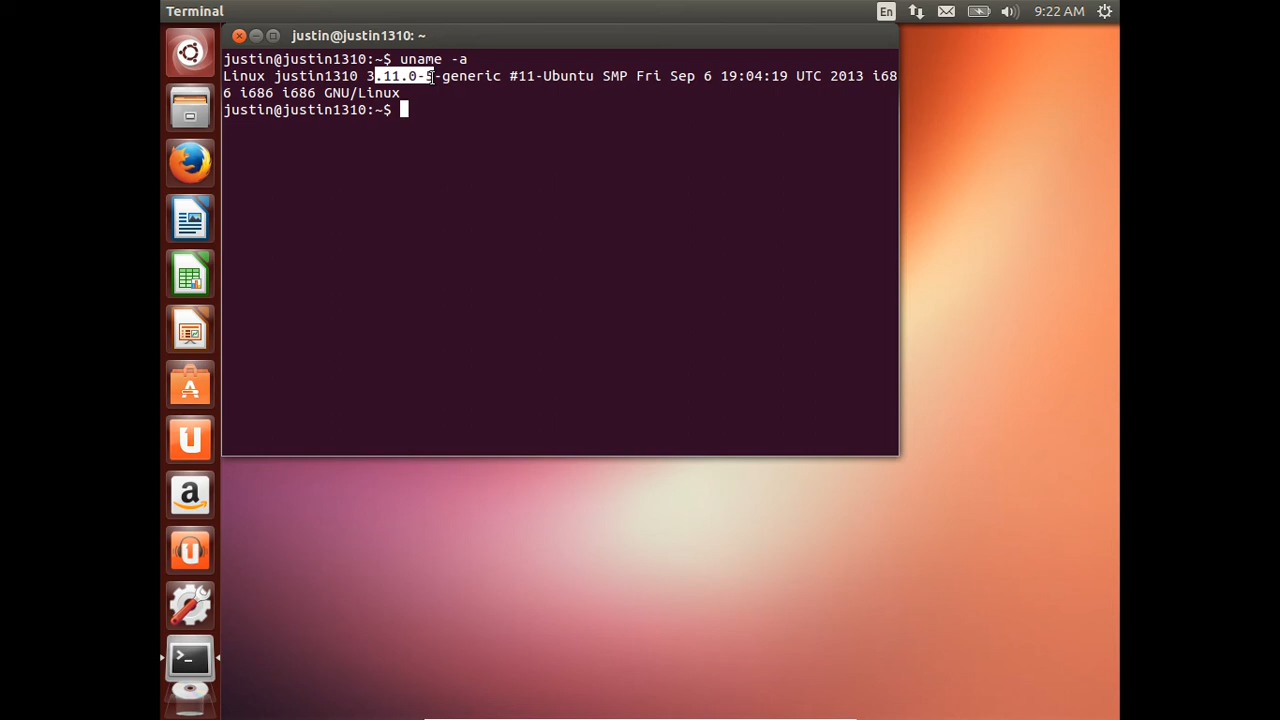 Terminal
En
9:22 AM
justin@justin1310: ~
justin@justin1310:~$ uname -a
Linux justin1310 3.11.0-5-generic #11-Ubuntu SMP Fri Sep 6 19:04:19 UTC 2013 i68
6 i686 i686 GNU/Linux
justin@justin1310:~$